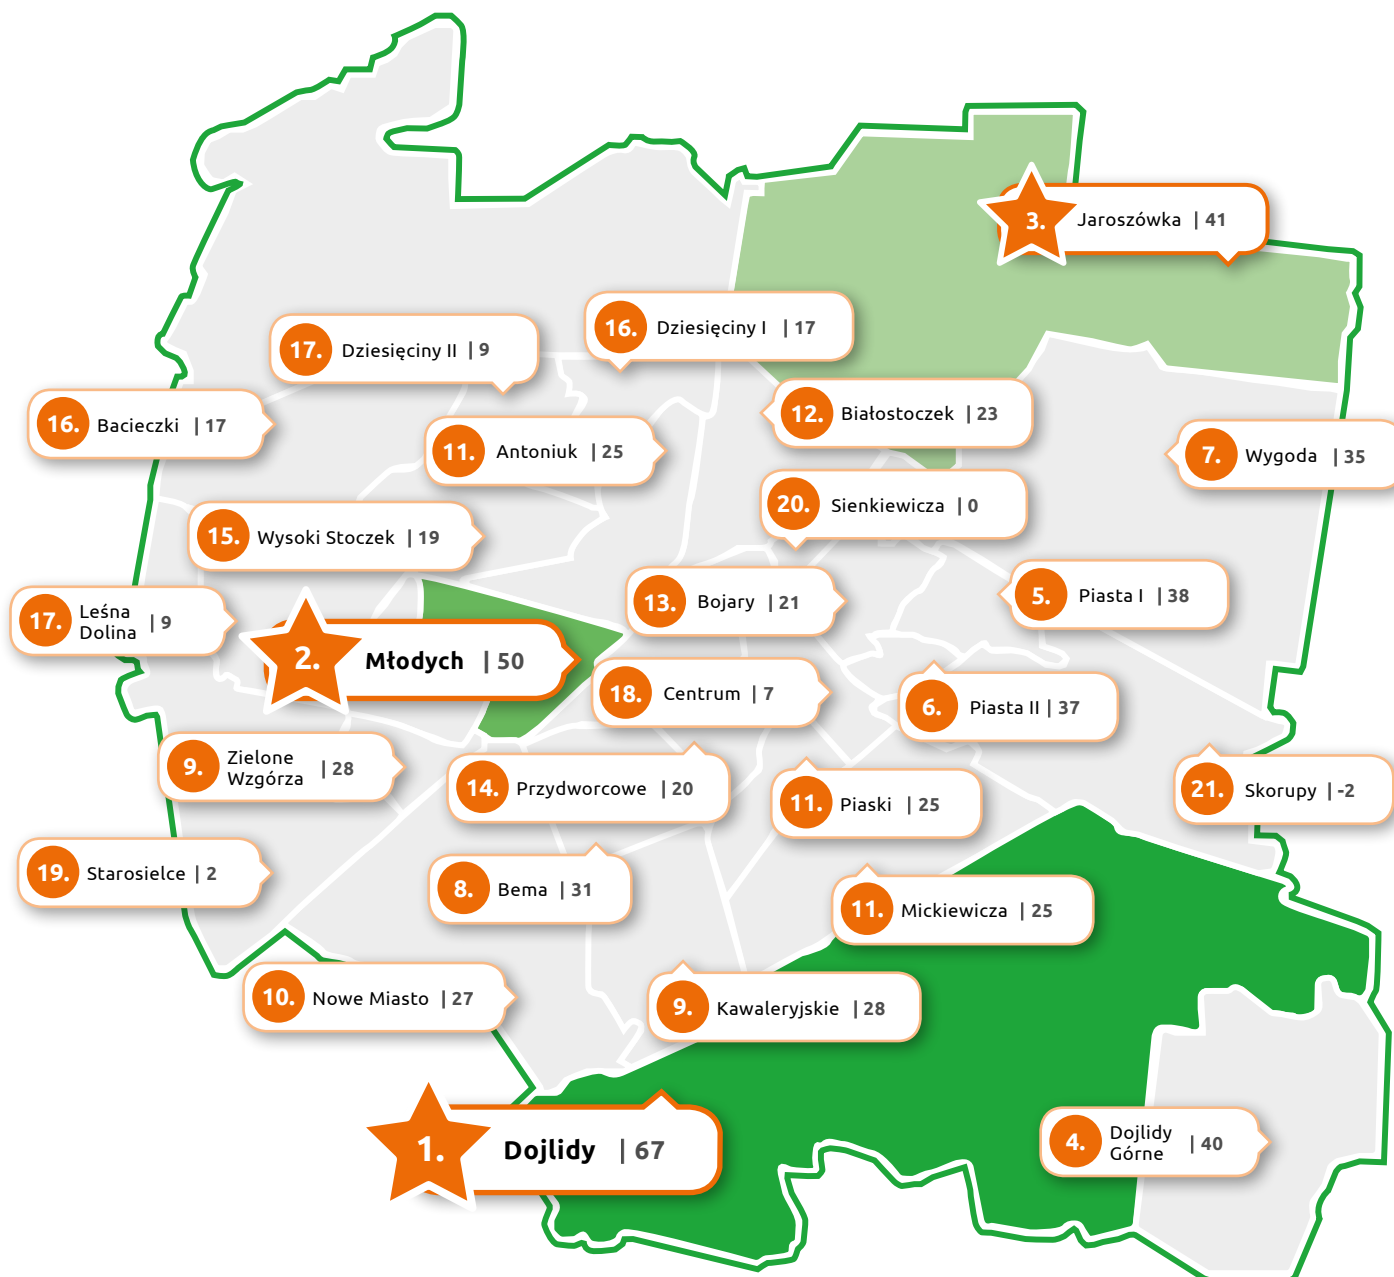 3. Jaroszówka | 41
16. Dziesięciny I | 17
17. Dziesięciny II | 9
16. Bacieczki | 17
12. Białostoczek | 23
11. Antoniuk | 25
7. Wygoda | 35
20. Sienkiewicza | 0
15. Wysoki Stoczek | 19
5. Piasta I | 38
13. Bojary | 21
17. Leśna
Dolina | 9
2. Młodych | 50
18. Centrum | 7
6. Piasta II | 37
9. Zielone
Wzgórza | 28
14. Przydworcowe | 20
11. Piaski | 25
21. Skorupy | -2
19. Starosielce | 2
8. Bema | 31
11. Mickiewicza | 25
10. Nowe Miasto | 27
9. Kawaleryjskie | 28
1. Dojlidy | 67
4. Dojlidy
Górne | 40